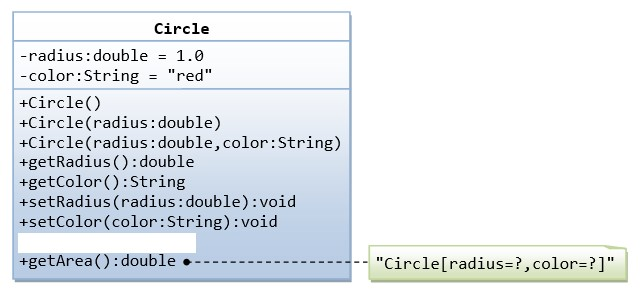 Circle
-radius:double = 1.0
-color:String = "red"
+Circle()
+Circle(radius:double)
+Circle(radius:double,color:String)
+getRadius():double
+getColor():String
+setRadius(radius:double):void
+setColor(color:String):void
+getArea():double
"Circle[radius=?,color=?]"